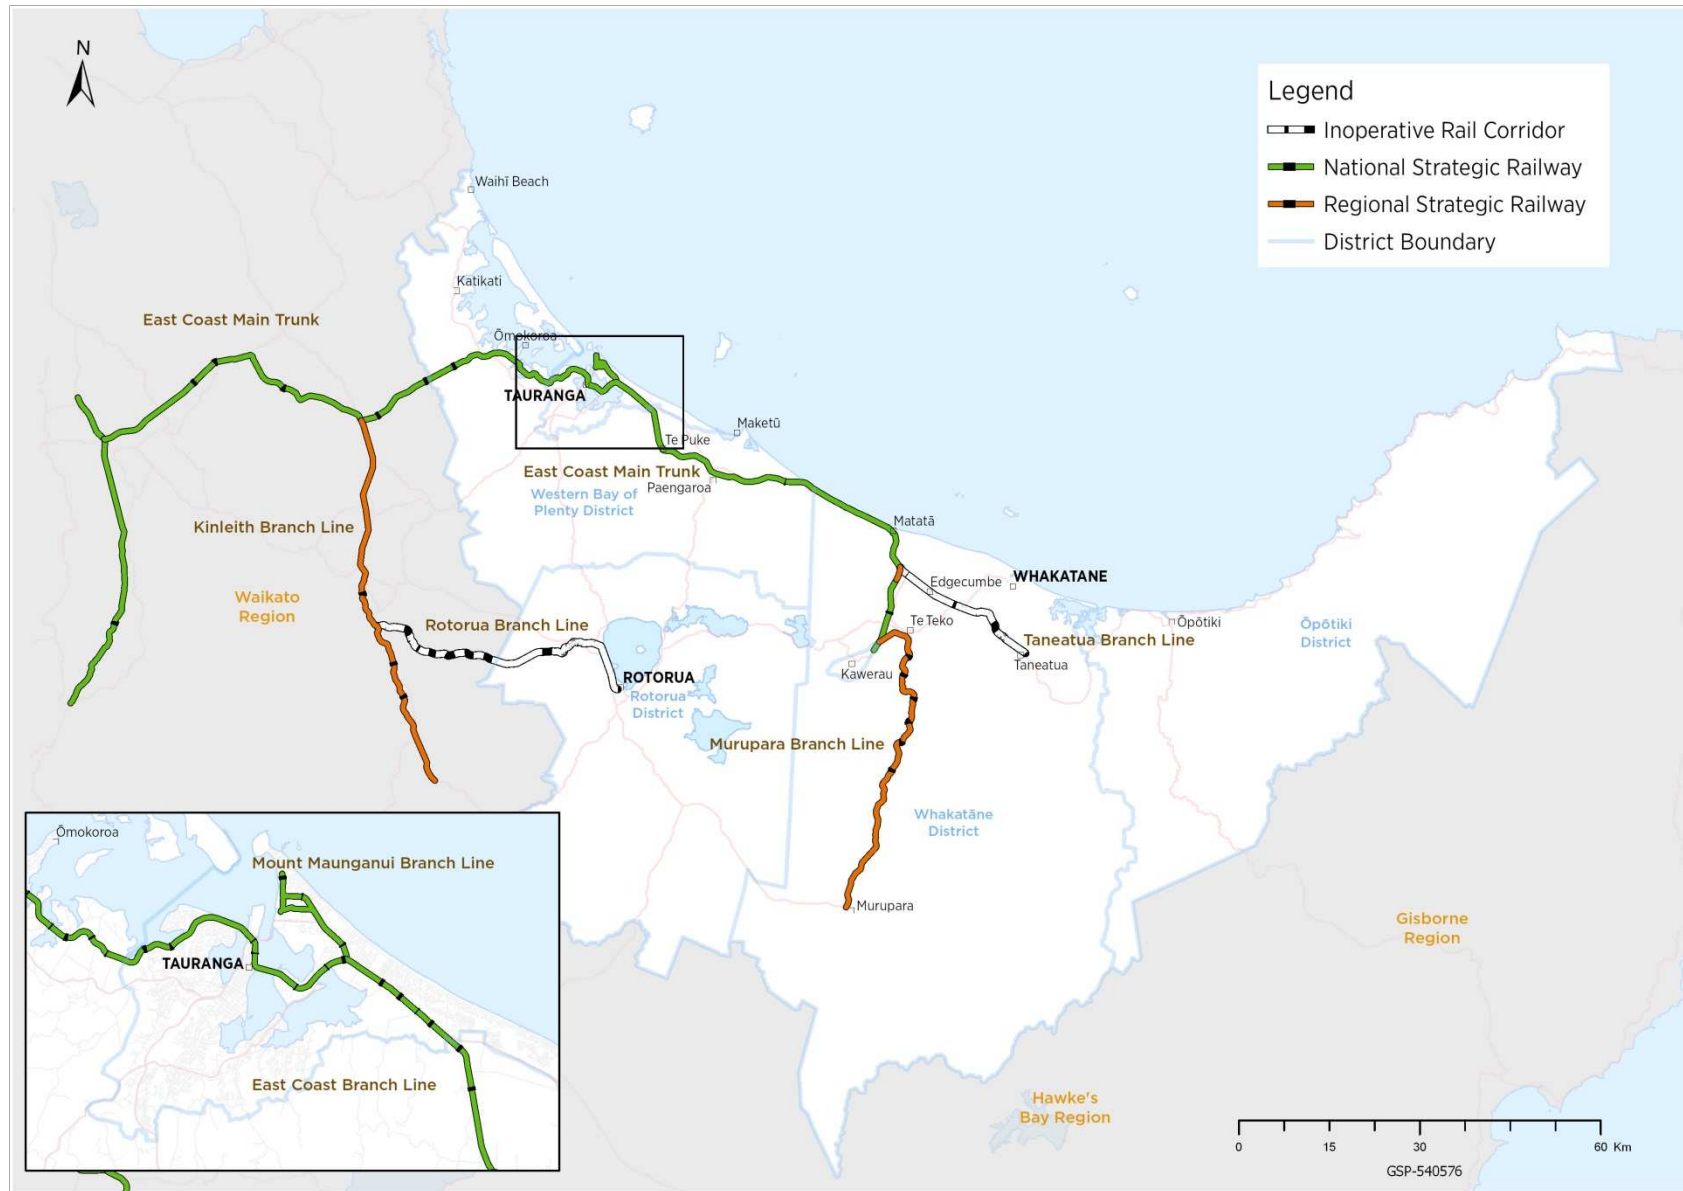 N
Legend
Inoperative Rail Corridor
National Strategic Railway
Regional Strategic Railway
District Boundary
Waihī Beach
Katikati
East Coast Main Trunk
Ōmokoroa
TAURANGA
Maketū
Te Puke
East Coast Main Trunk
Paengaroa
Western Bay of
Plenty District
Kinleith Branch Line
Matatā
WHAKATANE
Edgecumbe
Waikato
Region
Rotorua Branch Line
Te Teko
Taneatua Branch Line
Taneatua
Ōpōtiki
Ōpōtiki
District
Kawerau
ROTORUA
Rotorua
District
Murupara Branch Line
Whakatāne
District
Murupara
Gisborne
Region
Hawke's
Bay Region
Ōmokoroa
Mount Maunganui Branch Line
TAURANGA
East Coast Branch Line
0 15 30 60 Km
GSP-540576